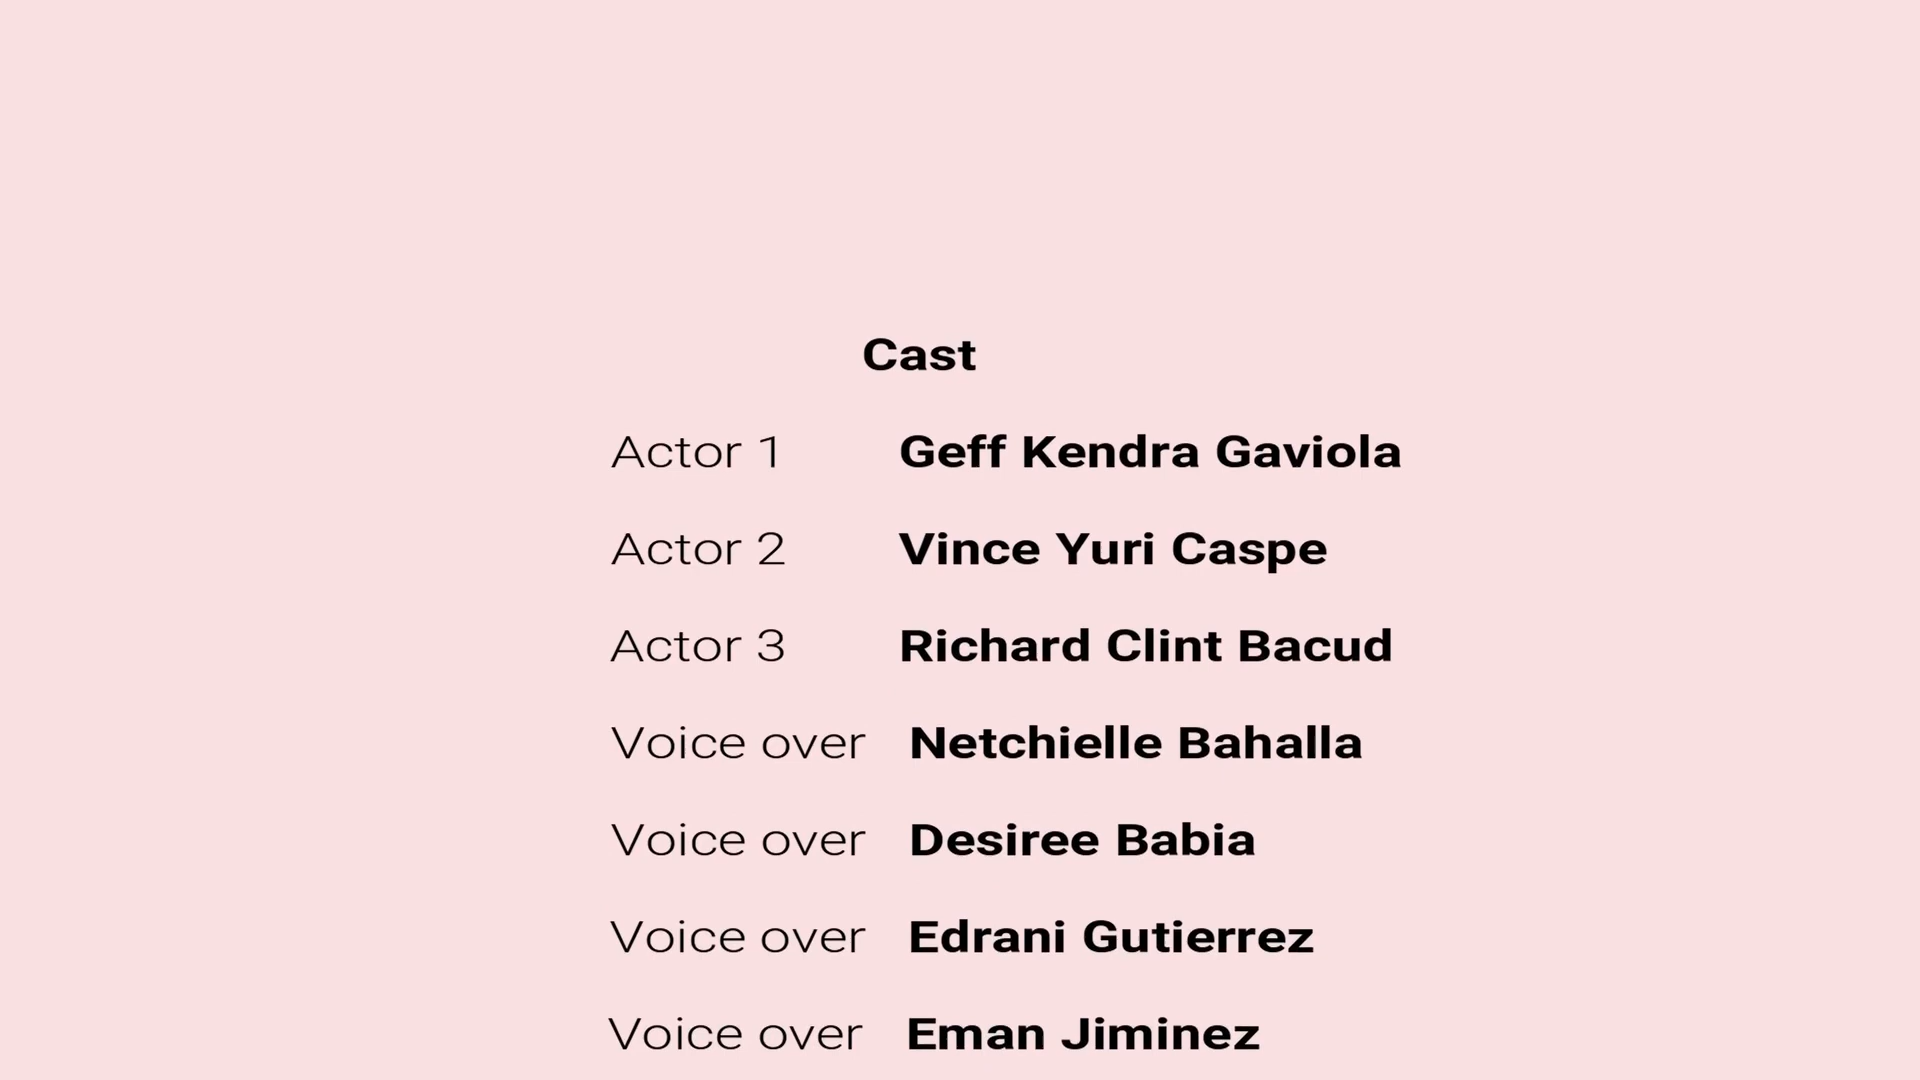 Cast
Actor 1 Geff Kendra Gaviola
Actor 2 Vince Yuri Caspe
Actor 3 Richard Clint Bacud
Voice over Netchielle Bahalla
Voice over Desiree Babia
Voice over Edrani Gutierrez
Voice over Eman Jiminez